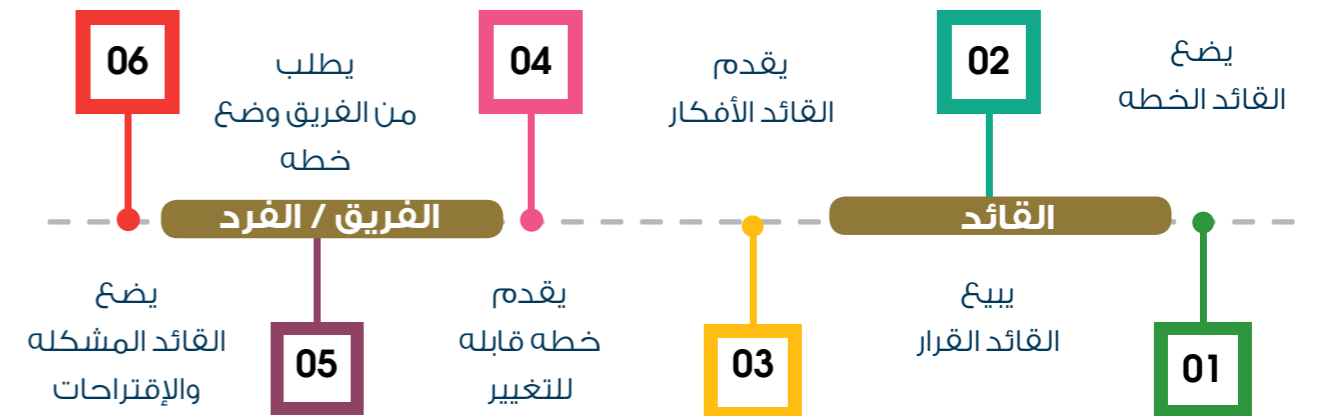 01
يضع
القائد الخطه
02
يبيع
القائد القرار
القائد
03
يقدم
القائد الأفكار
04
يقدم
خطه قابله
للتغيير
05
يضع
القائد المشكله
والإقتراحات
الفريق / الفرد
06
يطلب
من الفريق وضع
خطه